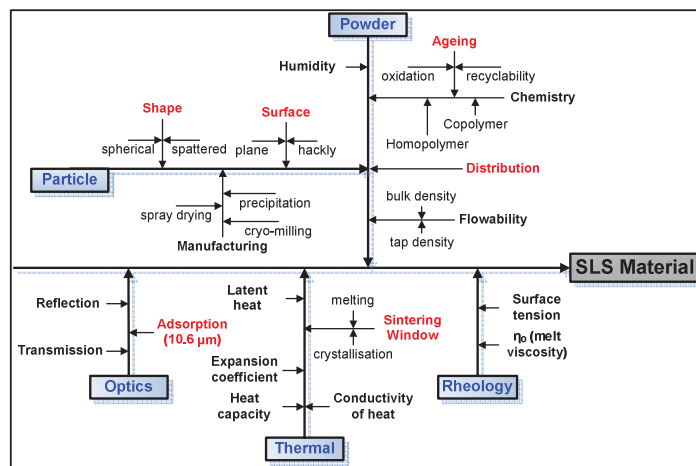 Powder
Humidity
Ageing
oxidation
recyclability
Chemistry
Copolymer
Homopolymer
Shape
spherical
spattered
Surface
plane
hackly
Particle
Distribution
precipitation
spray drying
cryo-milling
Manufacturing
bulk density
Flowability
tap density
SLS Material
Reflection
Adsorption
(10.6 µm)
Transmission
Optics
Latent
heat
melting
Sintering
Window
crystallisation
Expansion
coefficient
Heat
capacity
Conductivity
of heat
Thermal
Surface
tension
η₀ (melt
viscosity)
Rheology